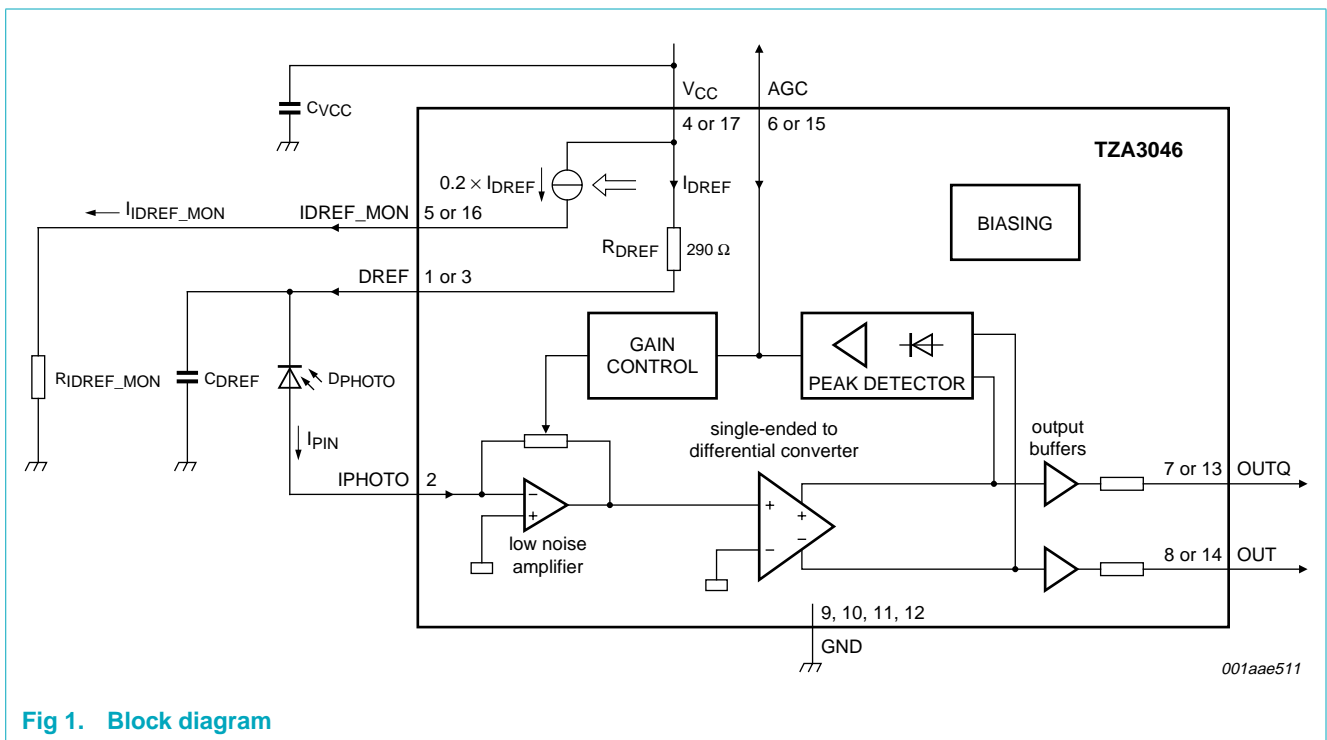 VCC
AGC
CVCC
4 or 17
6 or 15
TZA3046
0.2 × IDREF
IDREF
IIDREF_MON
IDREF_MON
5 or 16
BIASING
RDREF
290 Ω
DREF
1 or 3
GAIN
CONTROL
PEAK DETECTOR
RIDREF_MON
CDREF
DPHOTO
single-ended to
differential converter
output
buffers
IPIN
IPHOTO
2
7 or 13
OUTQ
−
+
+
−
+
−
low noise
amplifier
8 or 14
OUT
9, 10, 11, 12
GND
001aae511
Fig 1. Block diagram